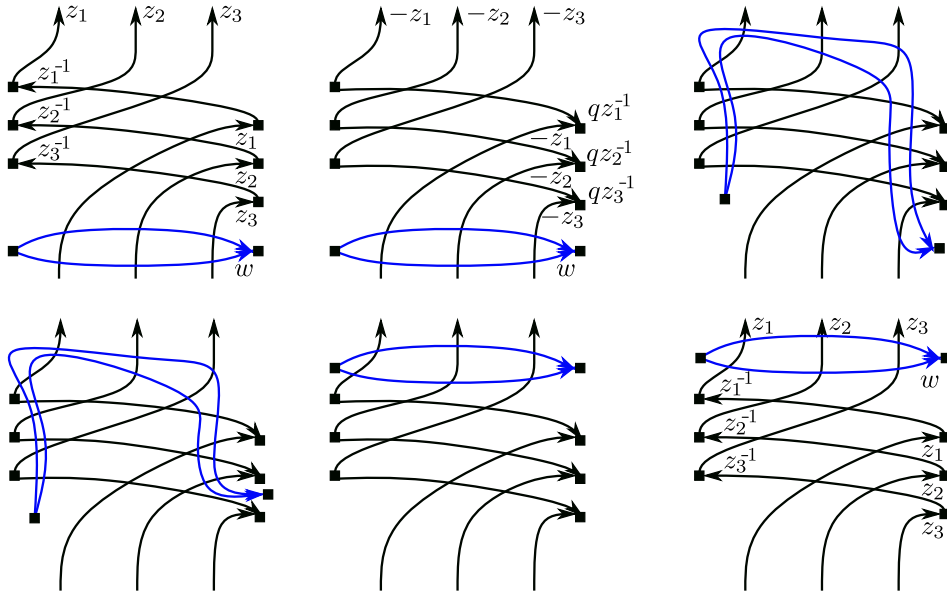 z₁ z₂ z₃ −z₁ −z₂ −z₃
z₁⁻¹
z₂⁻¹ qz₁⁻¹
z₃⁻¹ z₁ −z₁ qz₂⁻¹
z₂ −z₂ qz₃⁻¹
z₃ −z₃
w w
z₁ z₂ z₃
w
z₁⁻¹
z₂⁻¹
z₃⁻¹ z₁
z₂
z₃